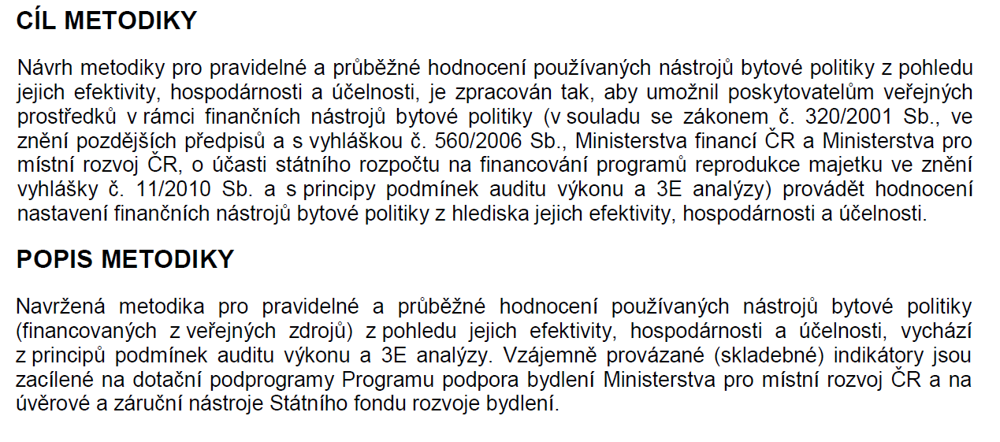 CÍL METODIKY
Návrh metodiky pro pravidelné a průběžné hodnocení používaných nástrojů bytové politiky z pohledu
jejich efektivity, hospodárnosti a účelnosti, je zpracován tak, aby umožnil poskytovatelům veřejných
prostředků v rámci finančních nástrojů bytové politiky (v souladu se zákonem č. 320/2001 Sb., ve
znění pozdějších předpisů a s vyhláškou č. 560/2006 Sb., Ministerstva financí ČR a Ministerstva pro
místní rozvoj ČR, o účasti státního rozpočtu na financování programů reprodukce majetku ve znění
vyhlášky č. 11/2010 Sb. a s principy podmínek auditu výkonu a 3E analýzy) provádět hodnocení
nastavení finančních nástrojů bytové politiky z hlediska jejich efektivity, hospodárnosti a účelnosti.
POPIS METODIKY
Navržená metodika pro pravidelné a průběžné hodnocení používaných nástrojů bytové politiky
(financovaných z veřejných zdrojů) z pohledu jejich efektivity, hospodárnosti a účelnosti, vychází
z principů podmínek auditu výkonu a 3E analýzy. Vzájemně provázané (skladebné) indikátory jsou
zacílené na dotační podprogramy Programu podpora bydlení Ministerstva pro místní rozvoj ČR a na
úvěrové a záruční nástroje Státního fondu rozvoje bydlení.